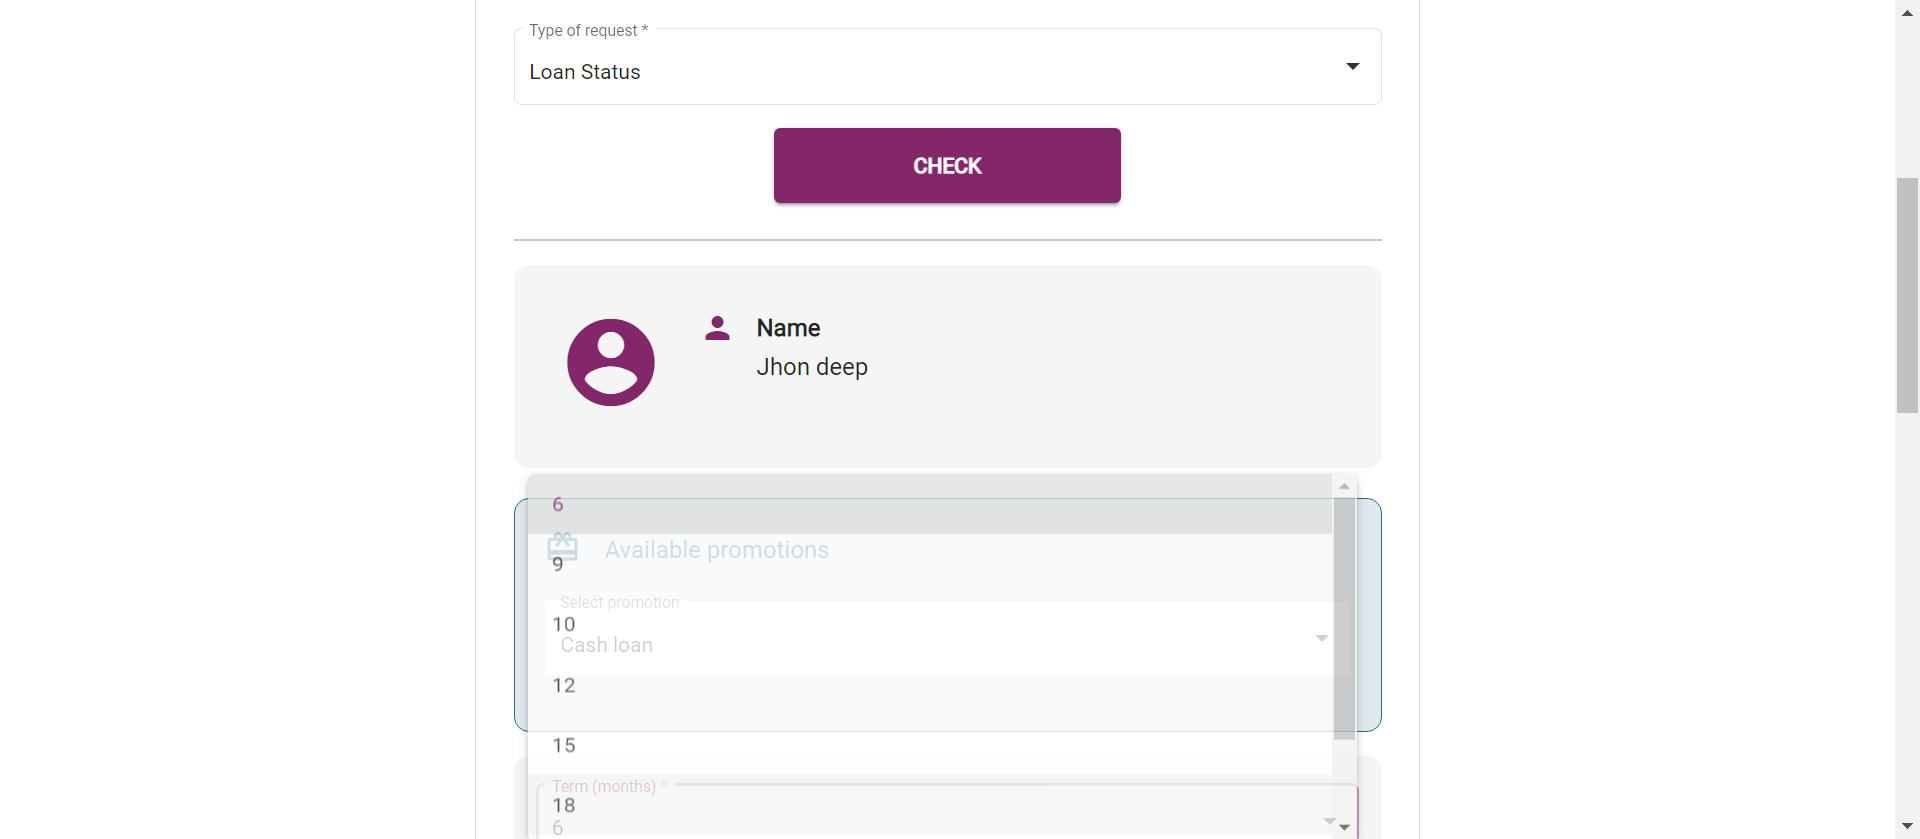 Type of request *
Loan Status
CHECK
Name
Jhon deep
6
Available promotions
9
Select promotion
10
Cash loan
12
15
Term (months) *
18
6